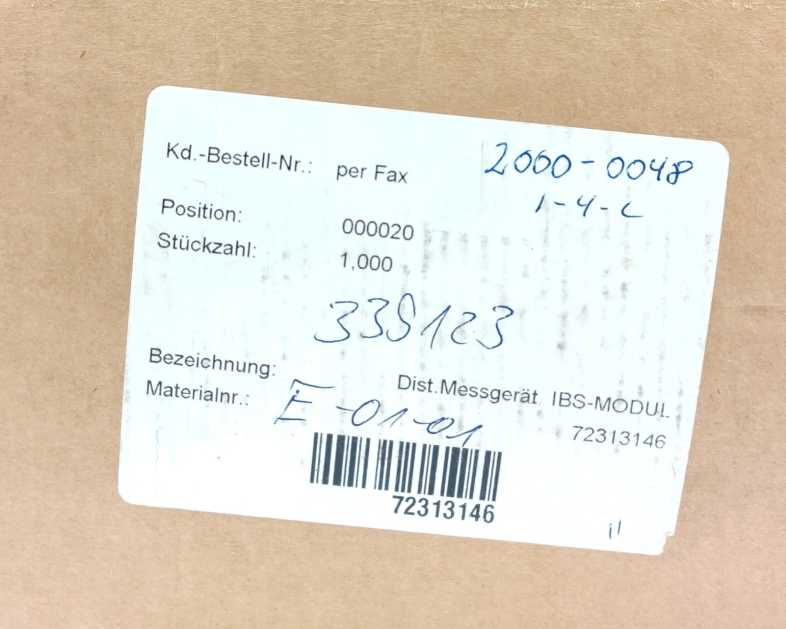 Kd.-Bestell-Nr.: per Fax 2000-0048
1-4-L
Position: 000020
Stückzahl: 1,000
339123
Bezeichnung: Dist.Messgerät IBS-MODUL
Materialnr.: E-01-01 72313146
72313146